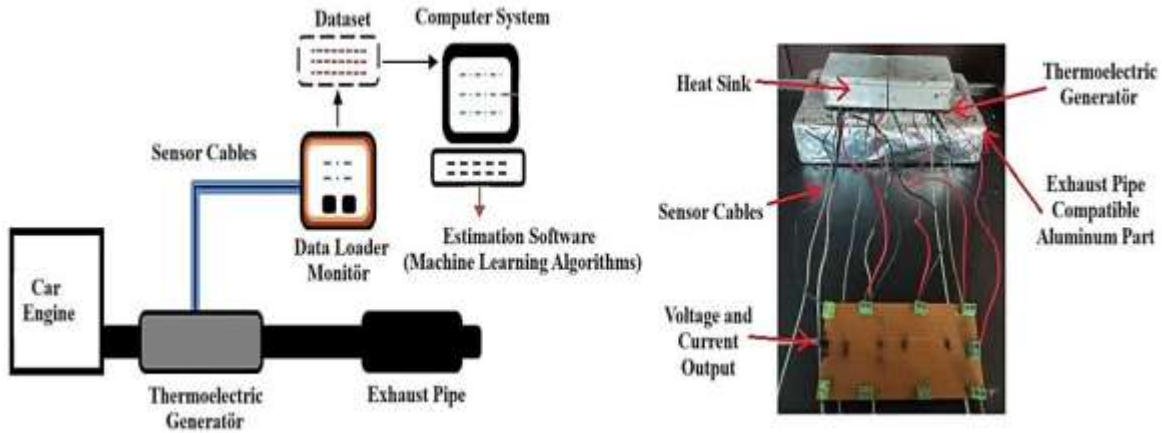 Dataset
Computer System
Sensor Cables
Data Loader
Monitör
Estimation Software
(Machine Learning Algorithms)
Car
Engine
Thermoelectric
Generatör
Exhaust Pipe
Heat Sink
Thermoelectric
Generatör
Sensor Cables
Exhaust Pipe
Compatible
Aluminum Part
Voltage and
Current
Output